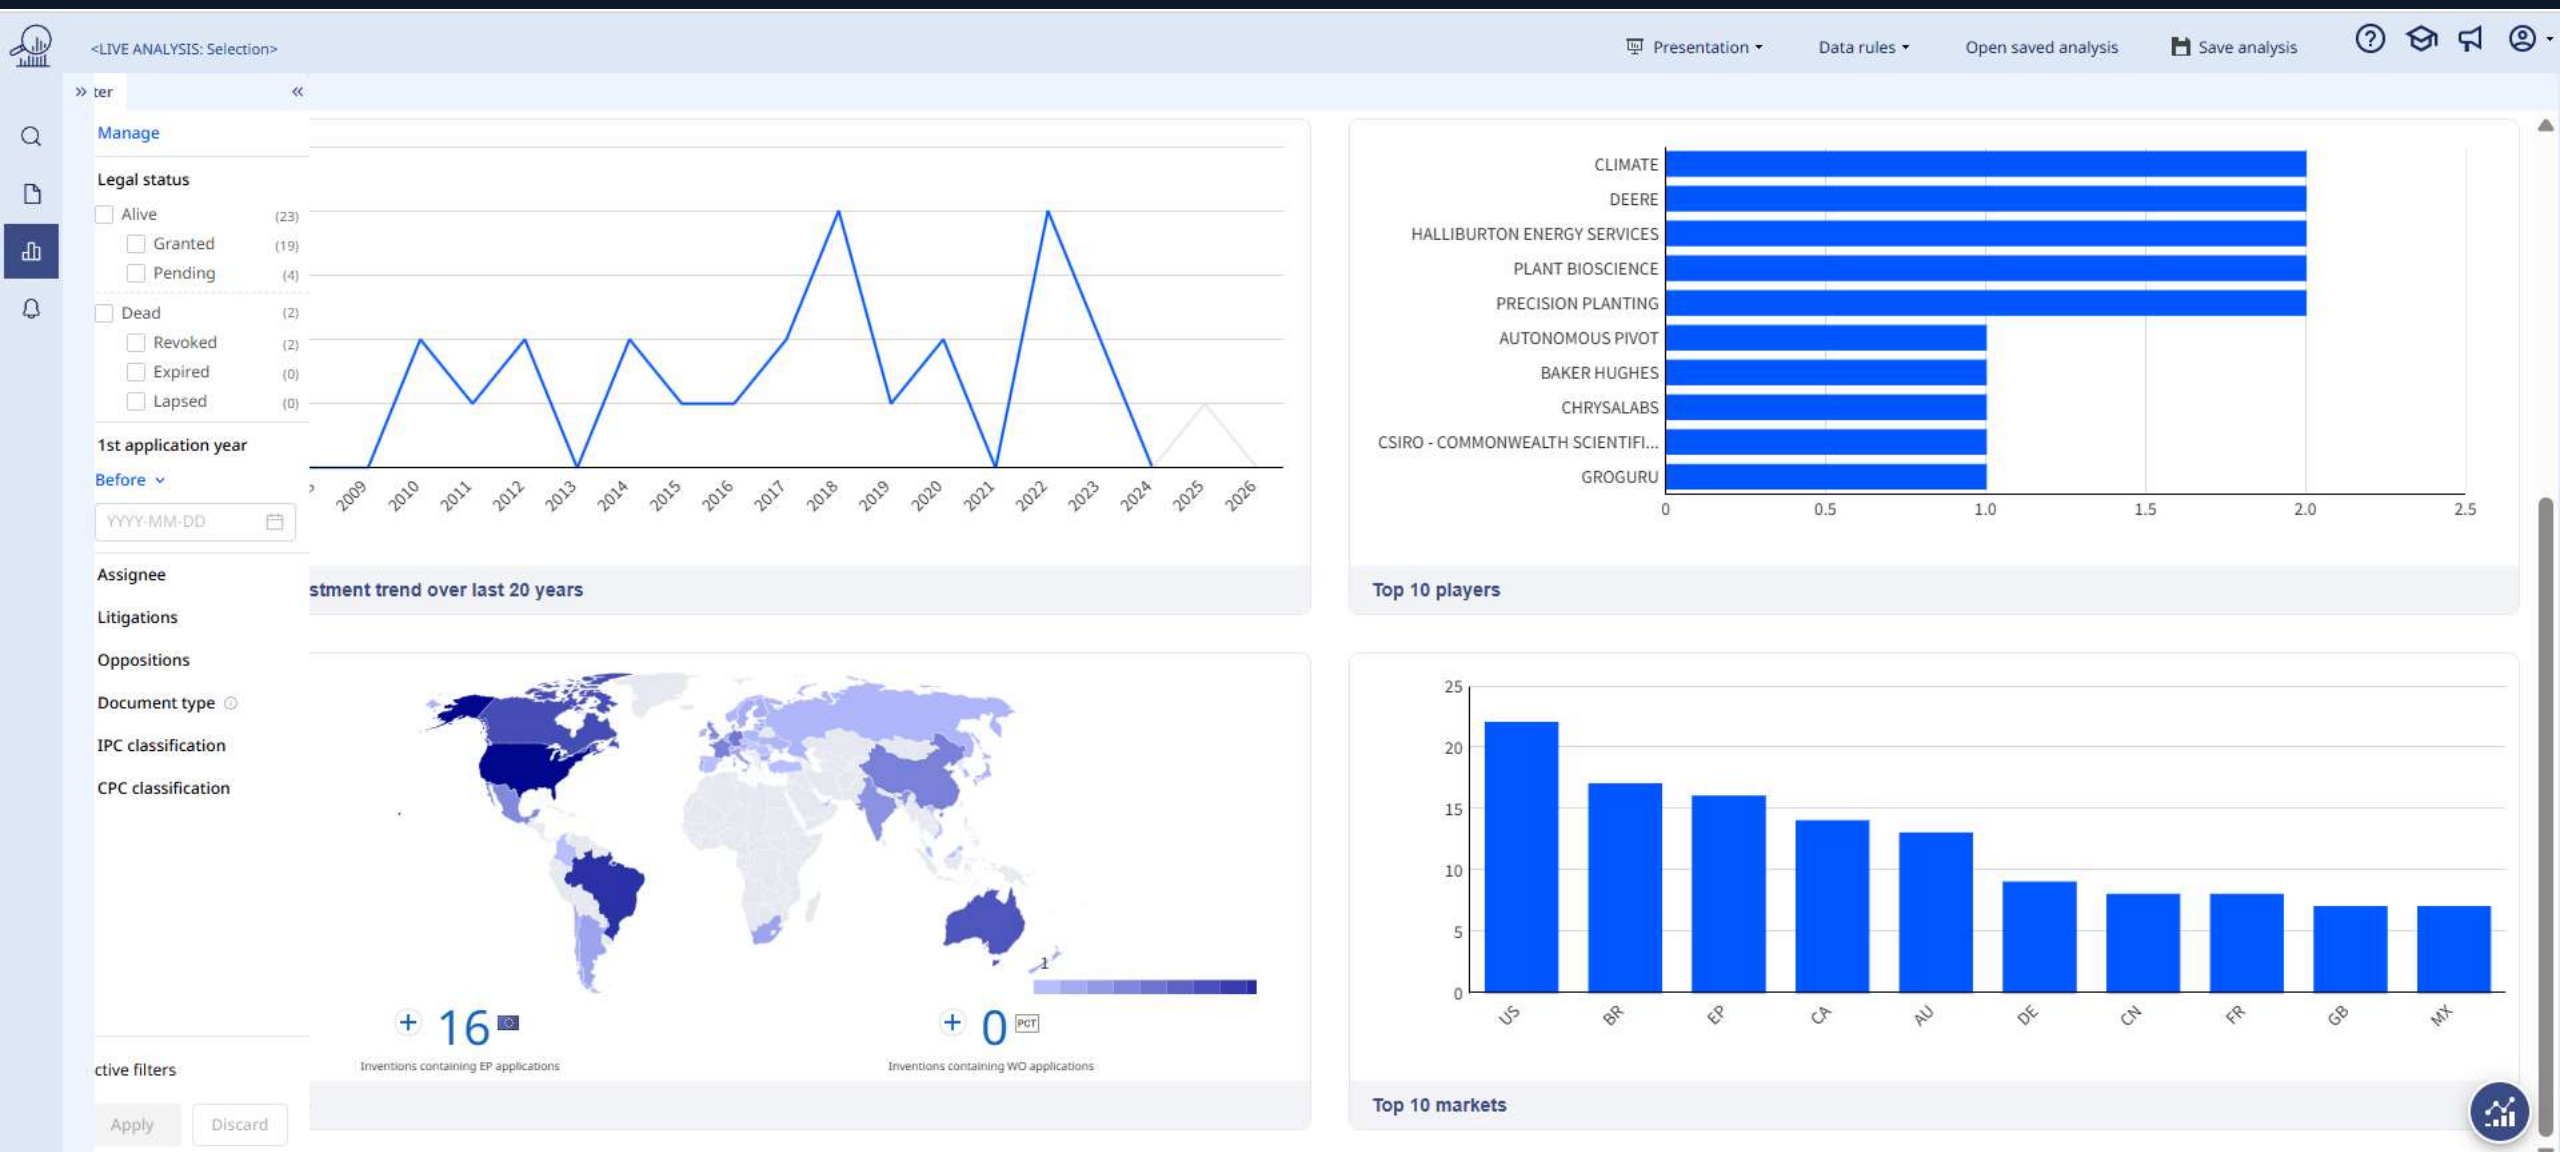 <LIVE ANALYSIS: Selection>
Presentation
Data rules
Open saved analysis
Save analysis
ter
Manage
Legal status
Alive (23)
Granted (19)
Pending (4)
Dead (2)
Revoked (2)
Expired (0)
Lapsed (0)
1st application year
Before
YYYY-MM-DD
Assignee
Litigations
Oppositions
Document type
IPC classification
CPC classification
ctive filters
Apply
Discard
2009 2010 2011 2012 2013 2014 2015 2016 2017 2018 2019 2020 2021 2022 2023 2024 2025 2026
stment trend over last 20 years
CLIMATE
DEERE
HALLIBURTON ENERGY SERVICES
PLANT BIOSCIENCE
PRECISION PLANTING
AUTONOMOUS PIVOT
BAKER HUGHES
CHRYSALABS
CSIRO - COMMONWEALTH SCIENTIFI...
GROGURU
0 0.5 1.0 1.5 2.0 2.5
Top 10 players
1
16
Inventions containing EP applications
0 PCT
Inventions containing WO applications
25
20
15
10
5
0
US BR EP CA AU DE CN FR GB MX
Top 10 markets